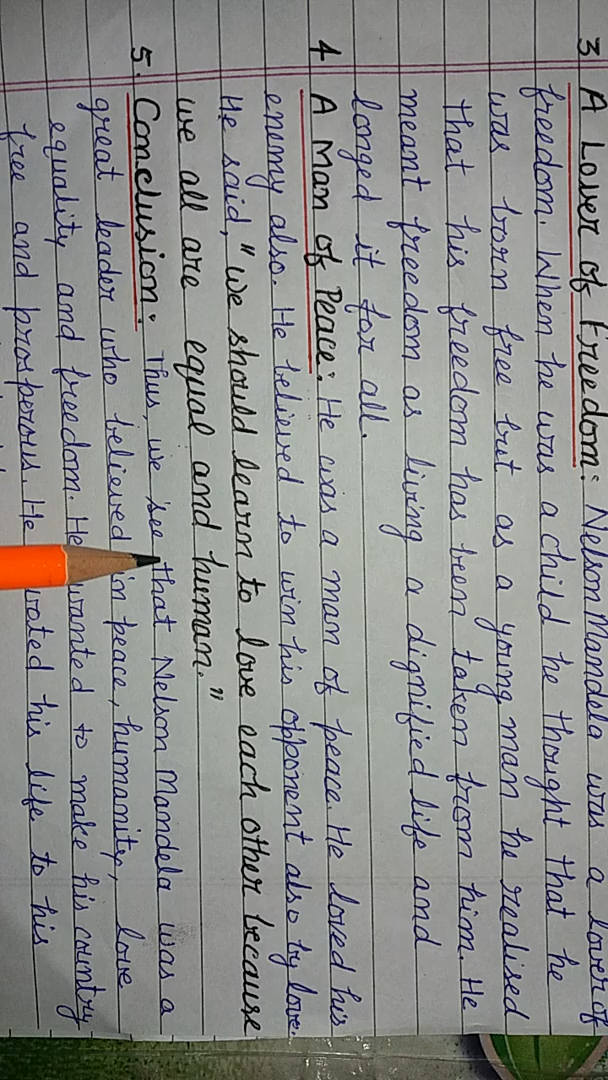 3 A Lover of Freedom: Nelson Mandela was a lover of
freedom. When he was a child he thought that he
was born free but as a young man he realised
that his freedom has been taken from him. He
meant freedom as living a dignified life and
longed it for all.
4 A Man of Peace: He was a man of peace. He loved his
enemy also. He believed to win his opponent also by love.
He said, "we should learn to love each other because
we all are equal and human."
5. Conclusion: Thus, we see that Nelson Mandela was a
great leader who believed in peace, humanity, love
equality and freedom. He wanted to make his country
free and prosperous. He his life to his